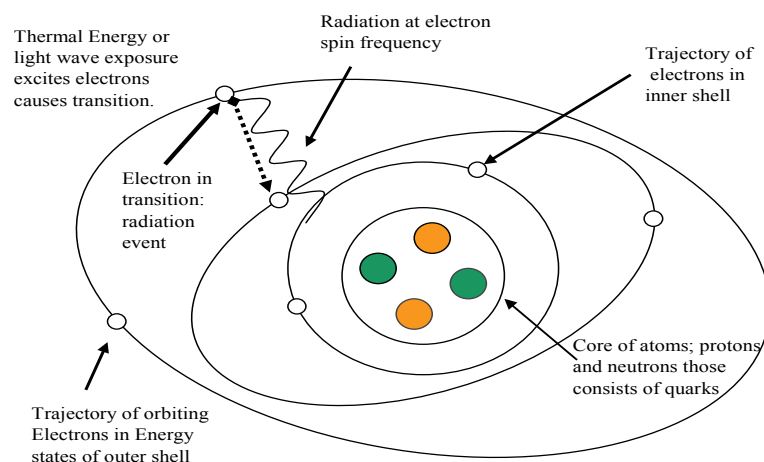 Thermal Energy or
light wave exposure
excites electrons
causes transition.
Radiation at electron
spin frequency
Trajectory of
electrons in
inner shell
Electron in
transition:
radiation
event
Core of atoms; protons
and neutrons those
consists of quarks
Trajectory of orbiting
Electrons in Energy
states of outer shell